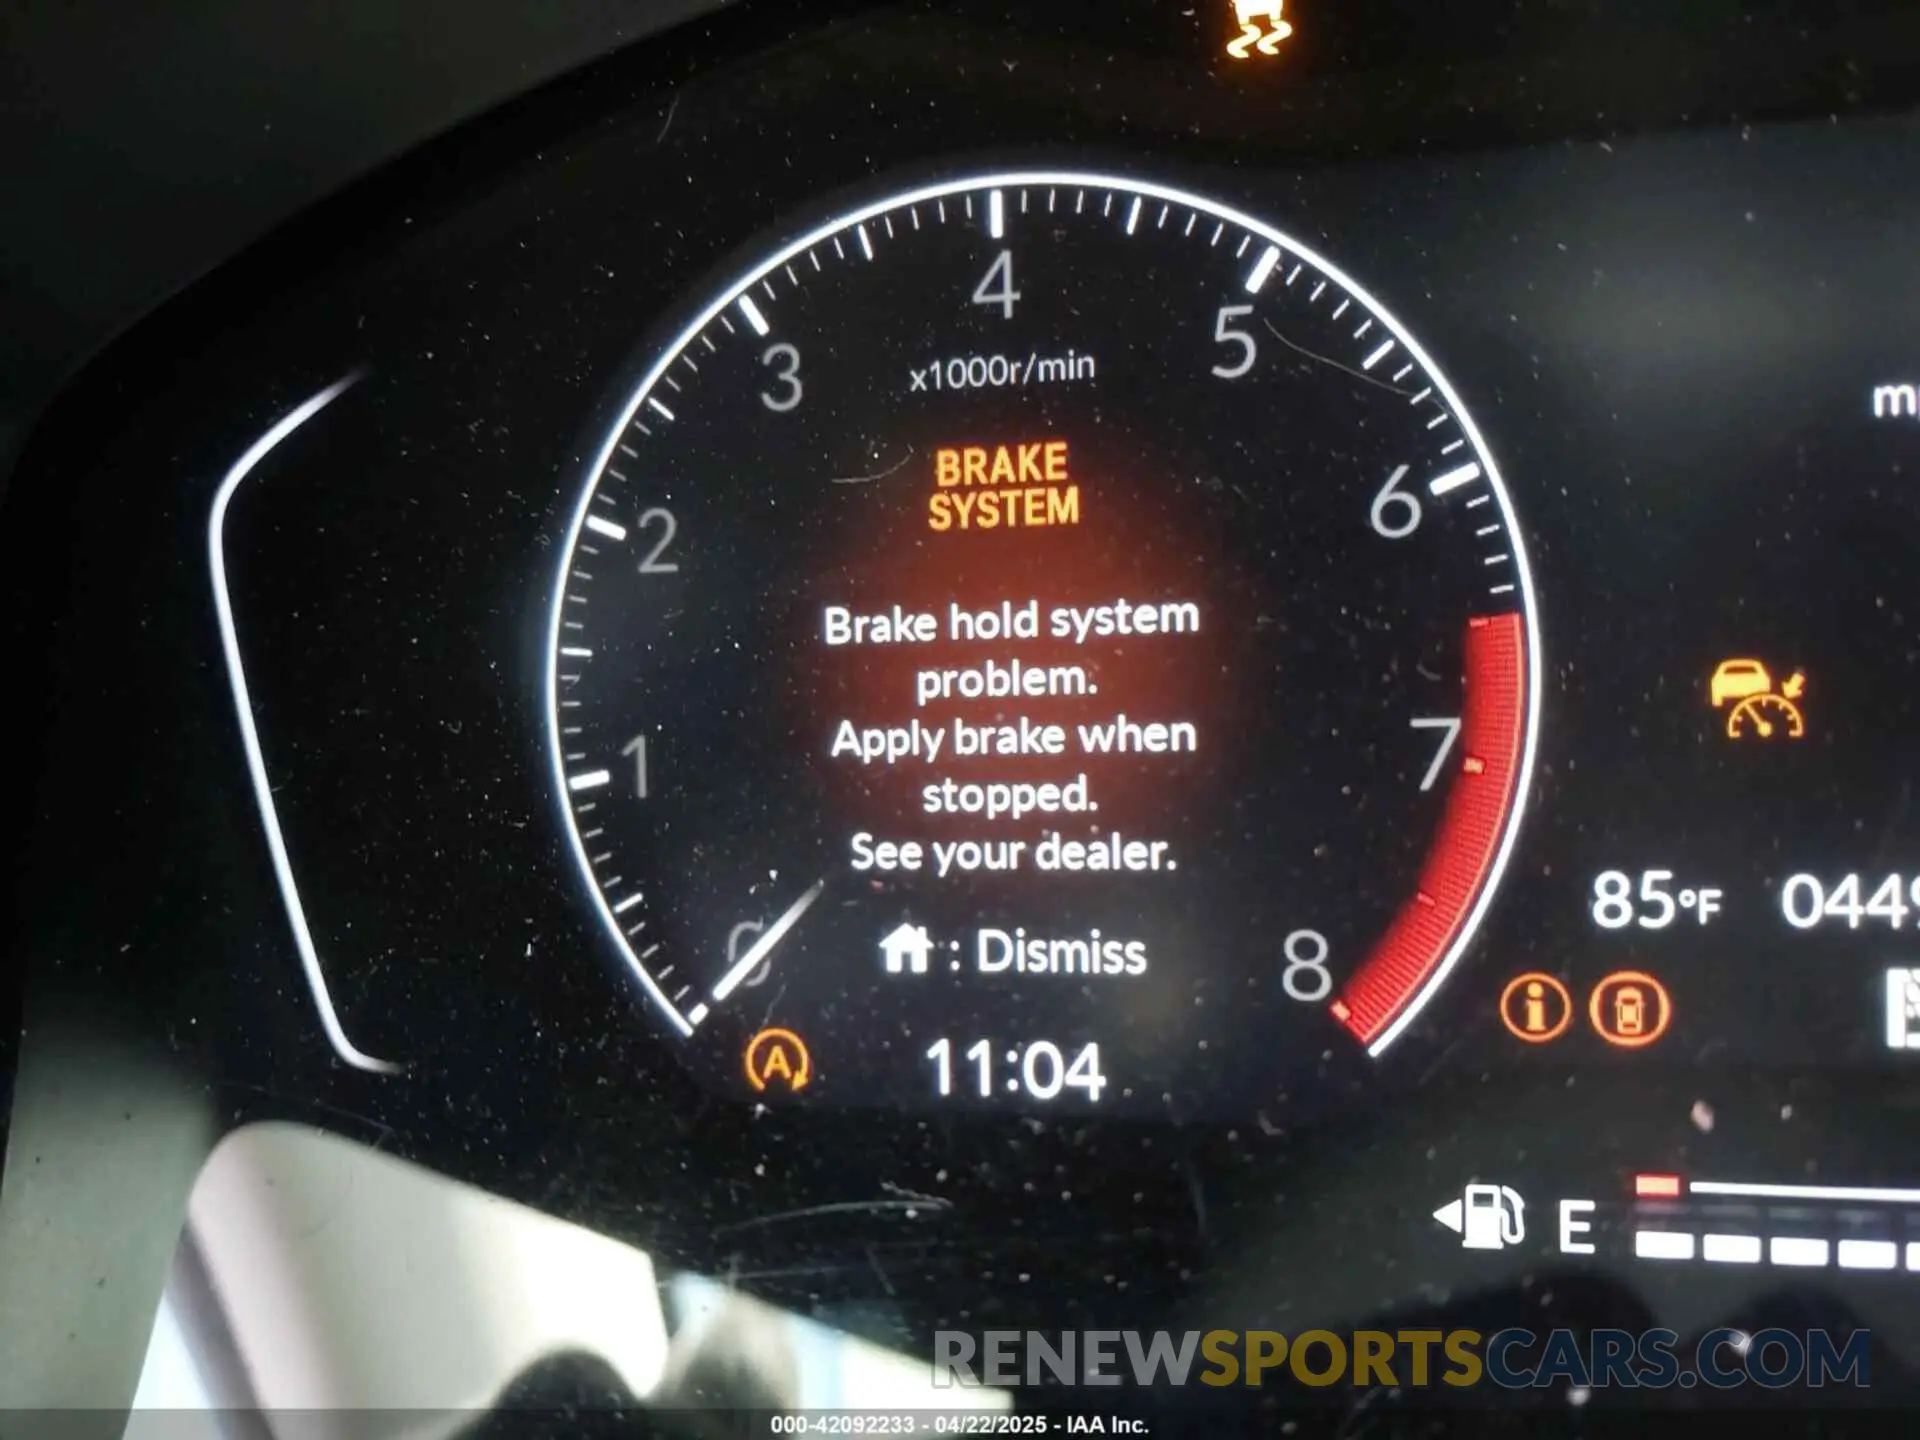 4
3
5
x1000r/min
BRAKE
SYSTEM
6
2
Brake hold system
problem.
Apply brake when
stopped.
See your dealer.
1
7
85°F
: Dismiss
8
A
11:04
i
E
RENEWSPORTSCARS.COM
000-42092233 - 04/22/2025 - IAA Inc.